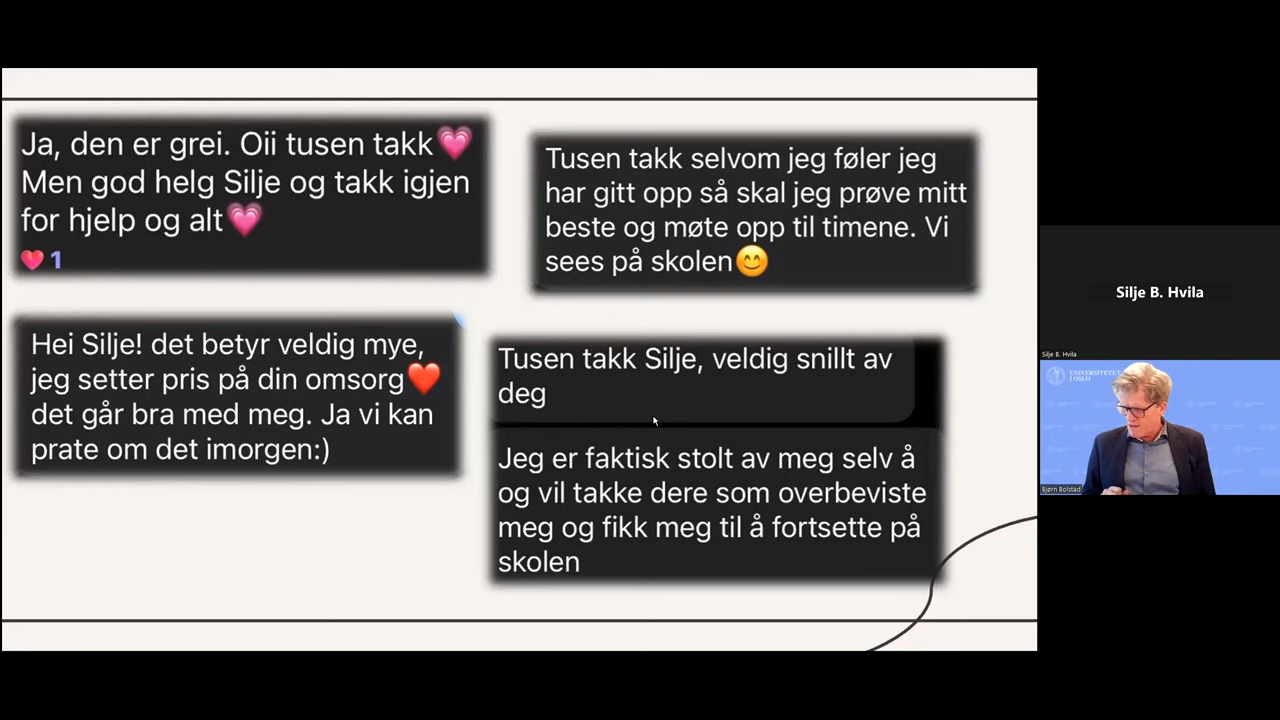 Ja, den er grei. Oii tusen takk💗
Men god helg Silje og takk igjen
for hjelp og alt💗
❤️ 1
Tusen takk selvom jeg føler jeg
har gitt opp så skal jeg prøve mitt
beste og møte opp til timene. Vi
sees på skolen😊
Hei Silje! det betyr veldig mye,
jeg setter pris på din omsorg❤️
det går bra med meg. Ja vi kan
prate om det imorgen:)
Tusen takk Silje, veldig snillt av
deg
Jeg er faktisk stolt av meg selv å
og vil takke dere som overbeviste
meg og fikk meg til å fortsette på
skolen
Silje B. Hvila
Silje B. Hvila
UNIVERSITETET
I OSLO
Bjørn Bolstad